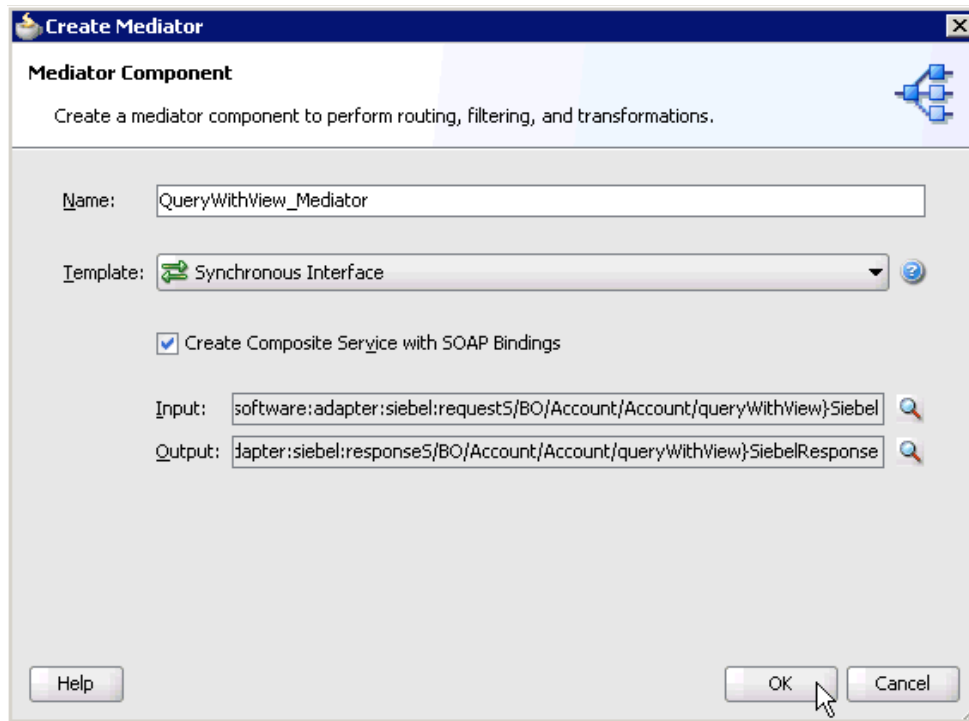 Create Mediator
Mediator Component
Create a mediator component to perform routing, filtering, and transformations.
Name: QueryWithView_Mediator
Template: Synchronous Interface
Create Composite Service with SOAP Bindings
Input: software:adapter:siebel:requestS/BO/Account/Account/queryWithView}Siebel
Output: dapter:siebel:responseS/BO/Account/Account/queryWithView}SiebelResponse
Help OK Cancel